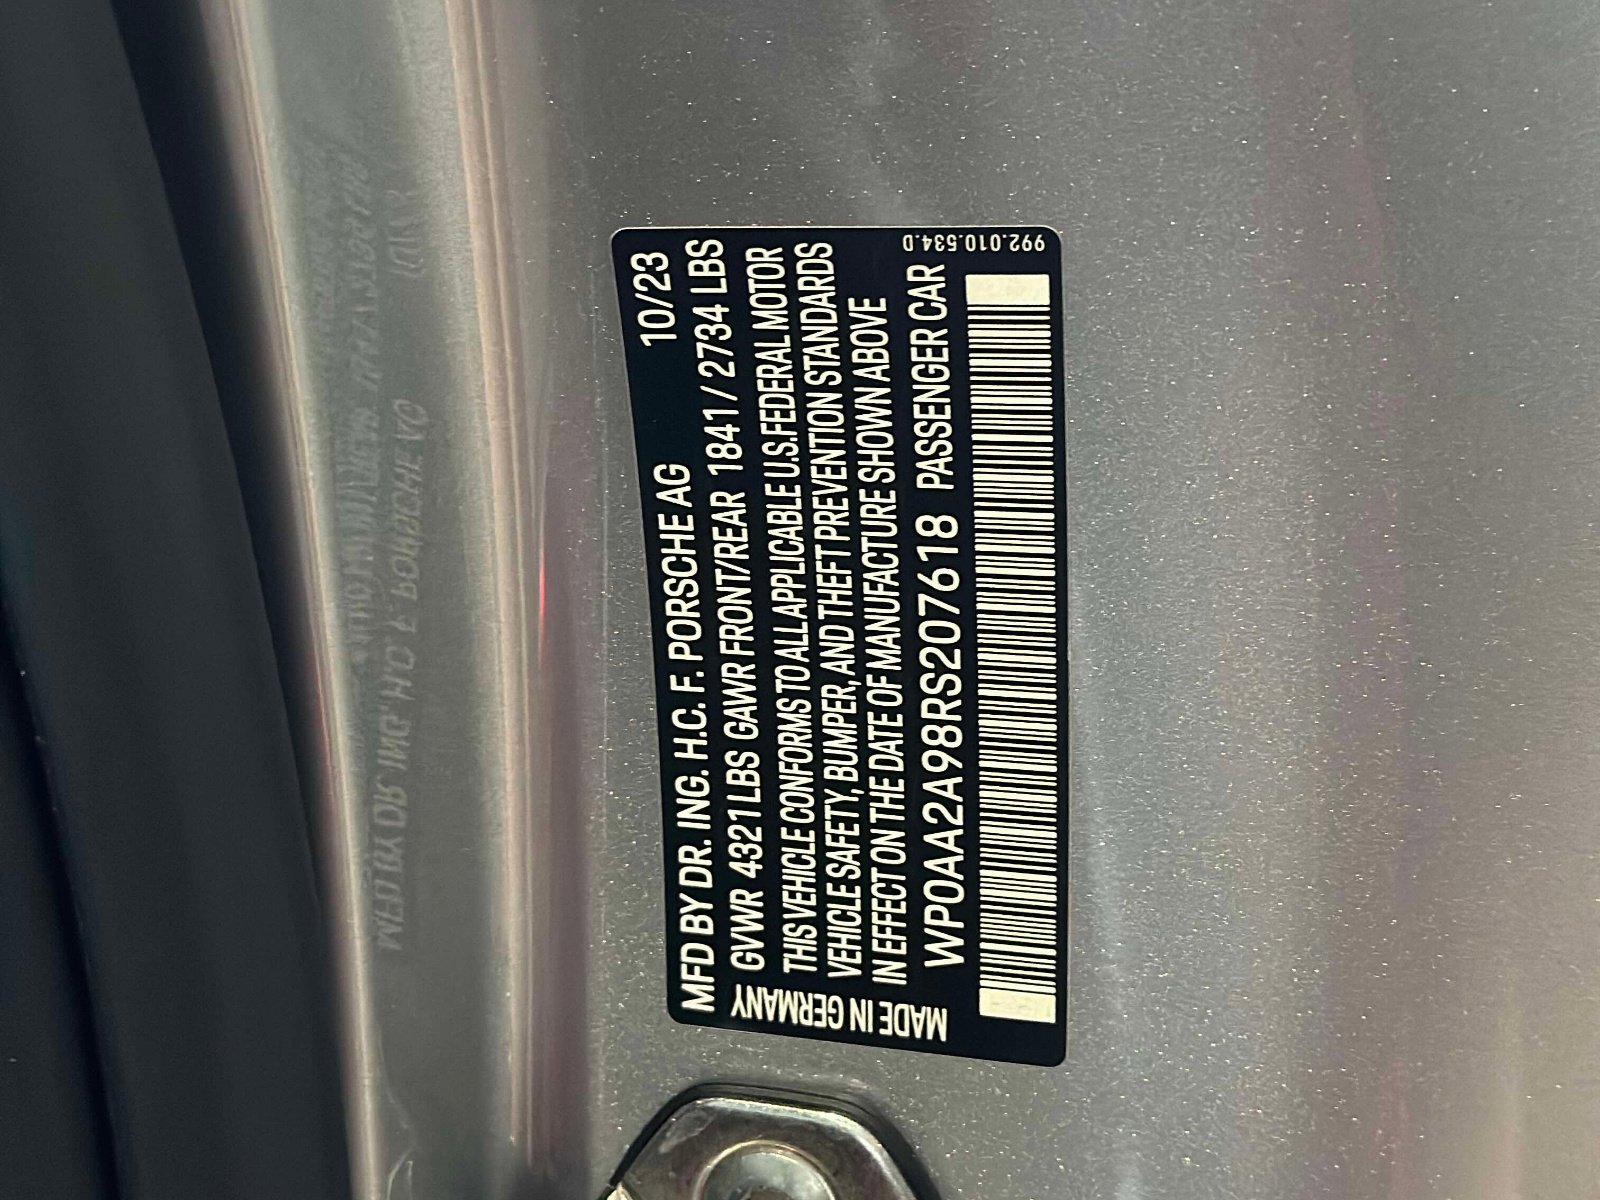 MFD BY DR. ING. H.C. F. PORSCHE AG 10/23
GVWR 4321 LBS GAWR FRONT/REAR 1841 / 2734 LBS
THIS VEHICLE CONFORMS TO ALL APPLICABLE U.S. FEDERAL MOTOR
VEHICLE SAFETY, BUMPER, AND THEFT PREVENTION STANDARDS
IN EFFECT ON THE DATE OF MANUFACTURE SHOWN ABOVE
WP0AA2A98RS207618 PASSENGER CAR
MADE IN GERMANY
992.010.534.D